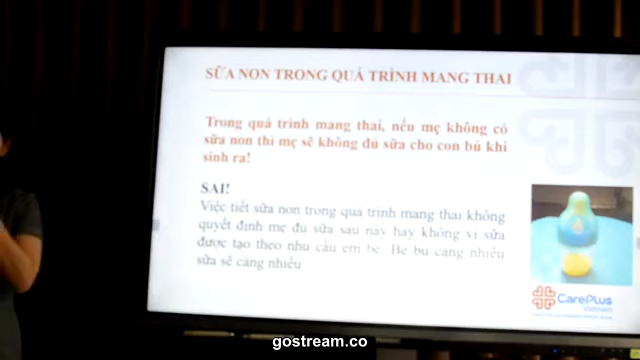 SỮA NON TRONG QUÁ TRÌNH MANG THAI
Trong quá trình mang thai, nếu mẹ không có
sữa non thì mẹ sẽ không đủ sữa cho con bú khi
sinh ra!
SAI!
Việc tiết sữa non trong quá trình mang thai không
quyết định mẹ đủ sữa sau này hay không vì sữa
được tạo theo nhu cầu em bé. Bé bú càng nhiều
sữa sẽ càng nhiều
CarePlus
Vietnam
gostream.co